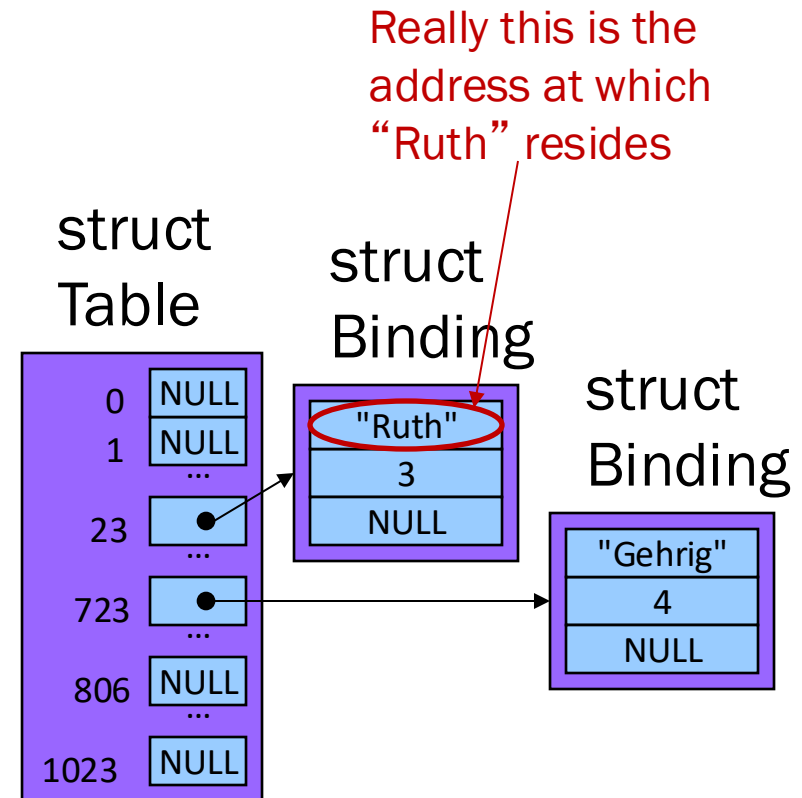 Really this is the
address at which
“Ruth” resides
struct
Table
struct
Binding
struct
Binding
0 NULL
1 NULL
...
23
...
723
...
806 NULL
...
1023 NULL
"Ruth"
3
NULL
"Gehrig"
4
NULL